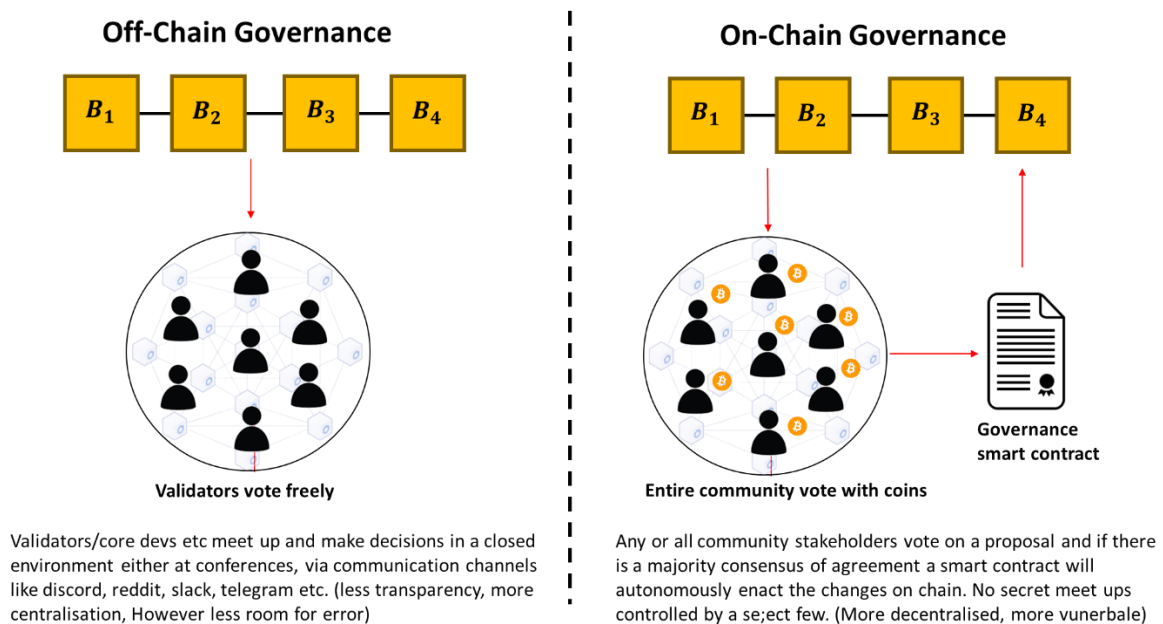 Off-Chain Governance
B1
B2
B3
B4
Validators vote freely
Validators/core devs etc meet up and make decisions in a closed
environment either at conferences, via communication channels
like discord, reddit, slack, telegram etc. (less transparency, more
centralisation, However less room for error)
On-Chain Governance
B1
B2
B3
B4
Entire community vote with coins
Governance
smart contract
Any or all community stakeholders vote on a proposal and if there
is a majority consensus of agreement a smart contract will
autonomously enact the changes on chain. No secret meet ups
controlled by a se;ect few. (More decentralised, more vunerbale)